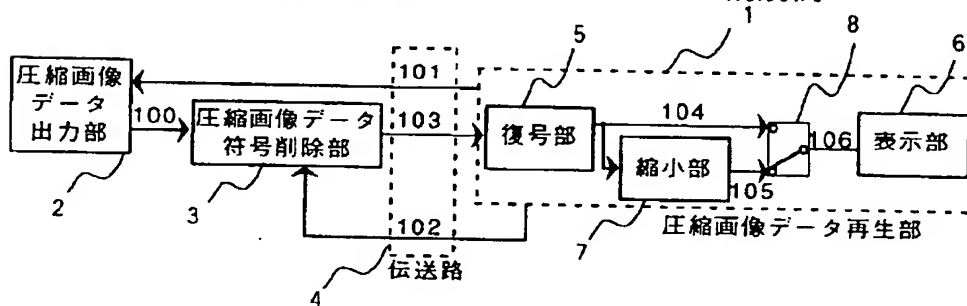 1
5
8
6
圧縮画像
データ
出力部
100
2
圧縮画像データ
符号削除部
3
101
103
102
4
伝送路
復号部
104
縮小部
105
7
106
表示部
圧縮画像データ再生部